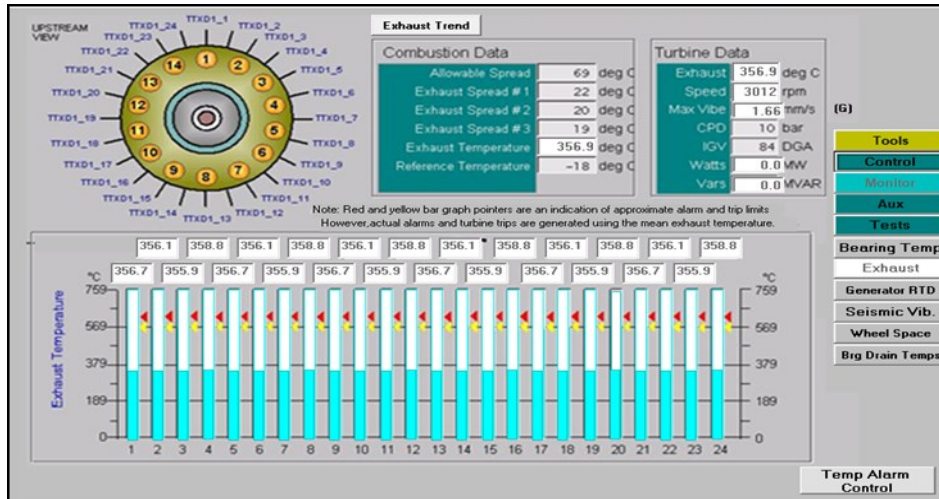 UPSTREAM
VIEW
TTXD1_1
TTXD1_2
TTXD1_3
TTXD1_4
TTXD1_5
TTXD1_6
TTXD1_7
TTXD1_8
TTXD1_9
TTXD1_10
TTXD1_11
TTXD1_12
TTXD1_13
TTXD1_14
TTXD1_15
TTXD1_16
TTXD1_17
TTXD1_18
TTXD1_19
TTXD1_20
TTXD1_21
TTXD1_22
TTXD1_23
TTXD1_24
1
2
3
4
5
6
7
8
9
10
11
12
13
14
Exhaust Trend
Combustion Data
Allowable Spread 69 deg C
Exhaust Spread #1 22 deg C
Exhaust Spread #2 20 deg C
Exhaust Spread #3 19 deg C
Exhaust Temperature 356.9 deg C
Reference Temperature -18 deg C
Turbine Data
Exhaust 356.9 deg C
Speed 3012 rpm
Max Vibe 1.66 mm/s
CPD 10 bar
IGV 84 DGA
Watts 0.0 MW
Vars 0.0 MVAR
(G)
Tools
Control
Monitor
Aux
Tests
Bearing Temp
Exhaust
Generator RTD
Seismic Vib.
Wheel Space
Brg Drain Temps
Note: Red and yellow bar graph pointers are an indication of approximate alarm and trip limits
However,actual alarms and turbine trips are generated using the mean exhaust temperature.
356.1 358.8 356.1 358.8 356.1 358.8 356.1 358.8 356.1 358.8 356.1 358.8
°C 356.7 355.9 356.7 355.9 356.7 355.9 356.7 355.9 356.7 355.9 356.7 355.9 °C
759 759
569 569
379 379
189 189
0 0
Exhaust Temperature
1 2 3 4 5 6 7 8 9 10 11 12 13 14 15 16 17 18 19 20 21 22 23 24
Temp Alarm
Control